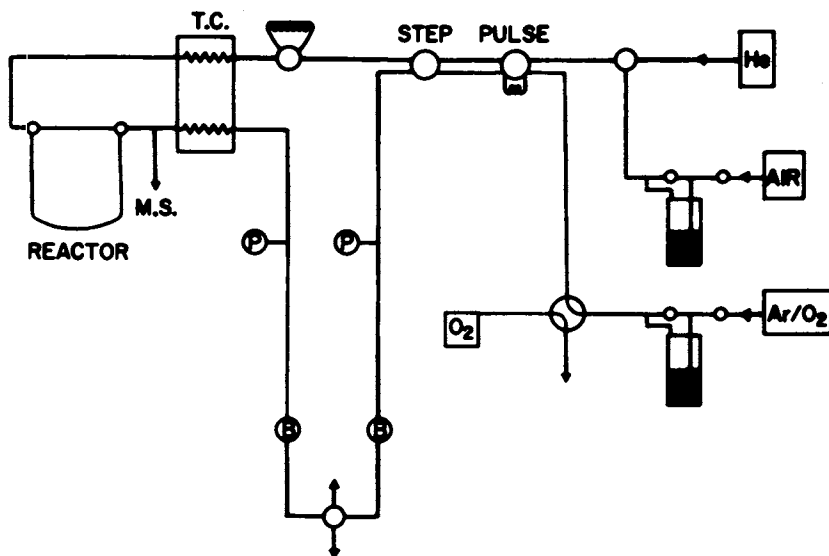 T.C.
STEP PULSE
He
AIR
M.S.
REACTOR
P
P
O₂
Ar/O₂
B
B